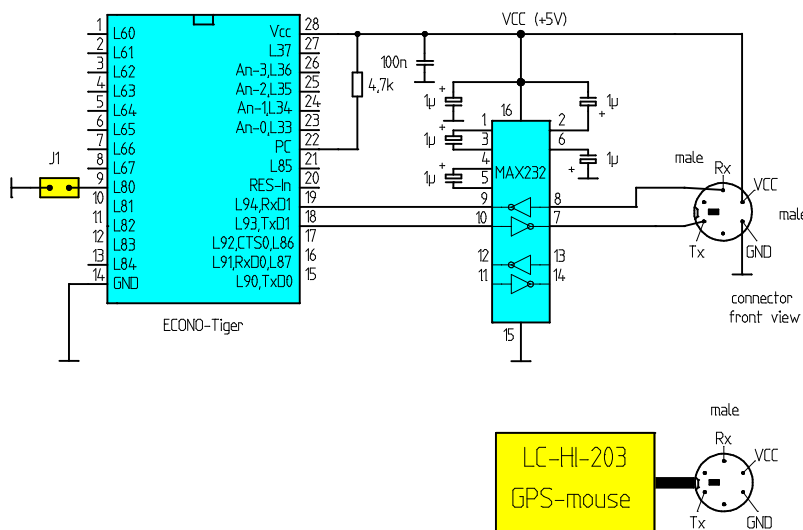 VCC (+5V)
1 L60
2 L61
3 L62
4 L63
5 L64
6 L65
7 L66
8 L67
9 L80
10 L81
11 L82
12 L83
13 L84
14 GND
J1
Vcc 28
L37 27
An-3,L36 26
An-2,L35 25
An-1,L34 24
An-0,L33 23
PC 22
L85 21
RES-In 20
L94,RxD1 19
L93,TxD1 18
L92,CTS0,L86 17
L91,RxD0,L87 16
L90,TxD0 15
ECONO-Tiger
4,7k
100n
1µ +
1µ +
1µ +
1µ +
1µ +
16
1 2
3 6
4
5
MAX232
9 8
10 7
12 13
11 14
15
male
Rx
VCC
male
Tx
GND
connector
front view
male
Rx
VCC
Tx
GND
LC-HI-203
GPS-mouse